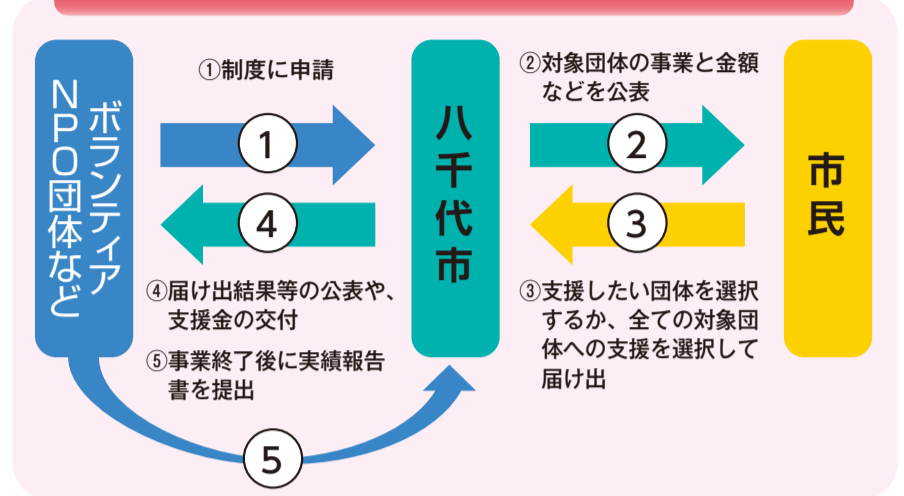 ボランティア
NPO団体など
①制度に申請
1
八千代市
②対象団体の事業と金額
などを公表
2
市民
4
3
④届け出結果等の公表や、
支援金の交付
③支援したい団体を選択
するか、全ての対象団
体への支援を選択して
届け出
⑤事業終了後に実績報告
書を提出
5